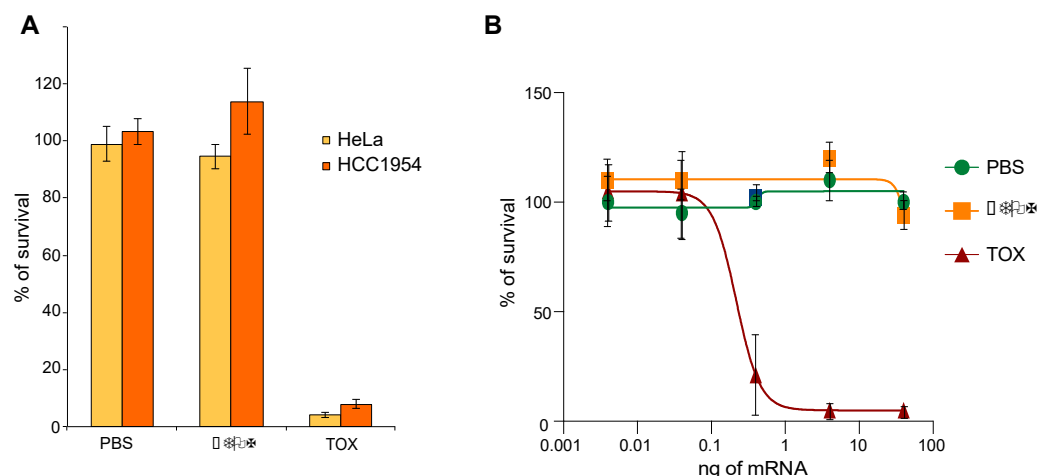 A
% of survival
120
100
80
60
40
20
0
PBS
TOX
HeLa
HCC1954
B
% of survival
150
100
50
0
0.001 0.01 0.1 1 10 100
ng of mRNA
PBS
TOX